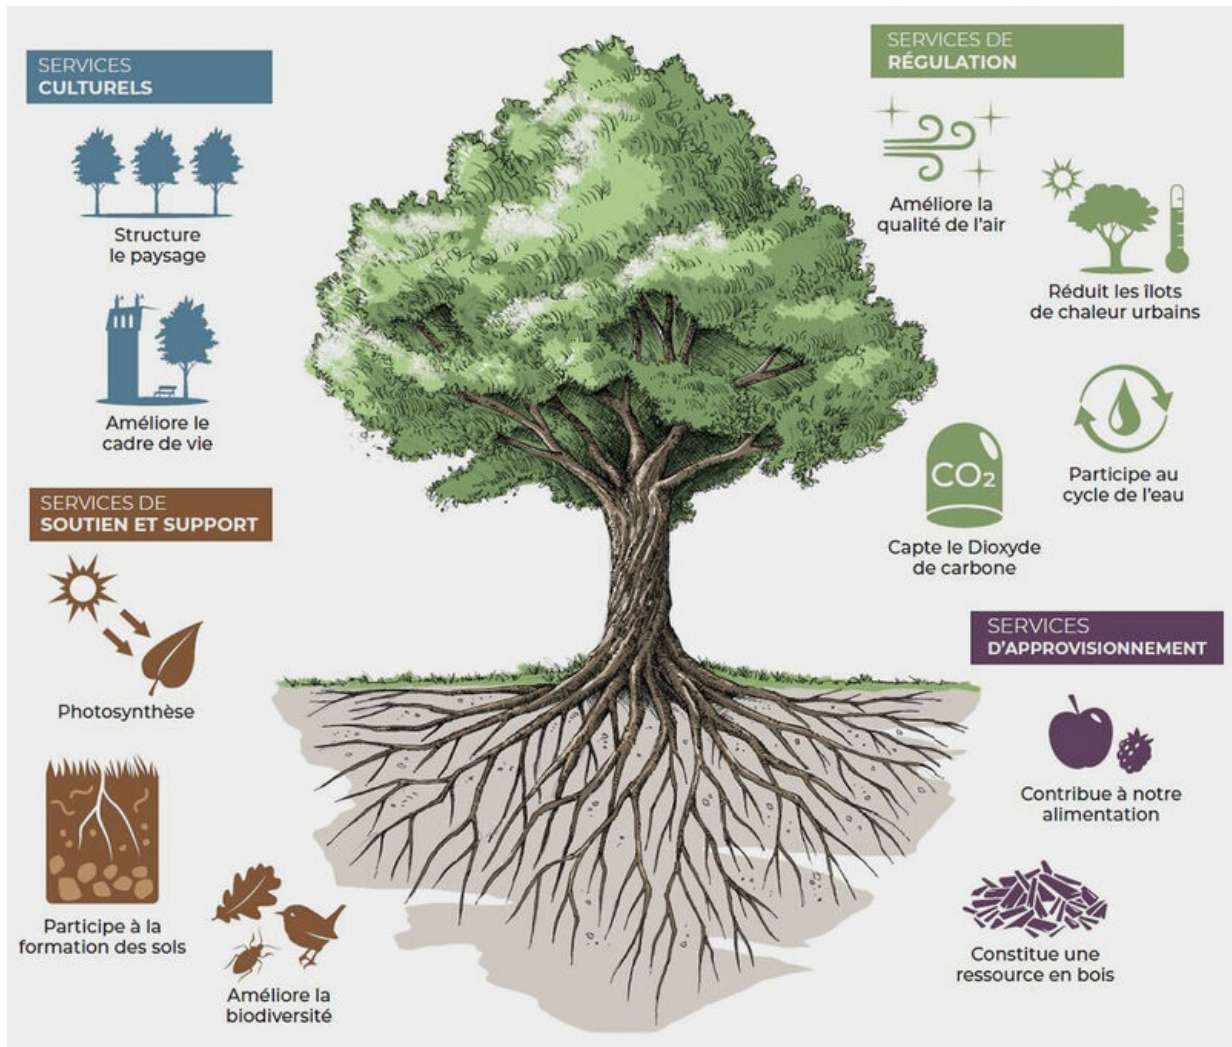 SERVICES
CULTURELS
Structure
le paysage
Améliore le
cadre de vie
SERVICES DE
SOUTIEN ET SUPPORT
Photosynthèse
Participe à la
formation des sols
Améliore la
biodiversité
SERVICES DE
RÉGULATION
Améliore la
qualité de l'air
Réduit les îlots
de chaleur urbains
Participe au
cycle de l'eau
CO₂
Capte le Dioxyde
de carbone
SERVICES
D'APPROVISIONNEMENT
Contribue à notre
alimentation
Constitue une
ressource en bois